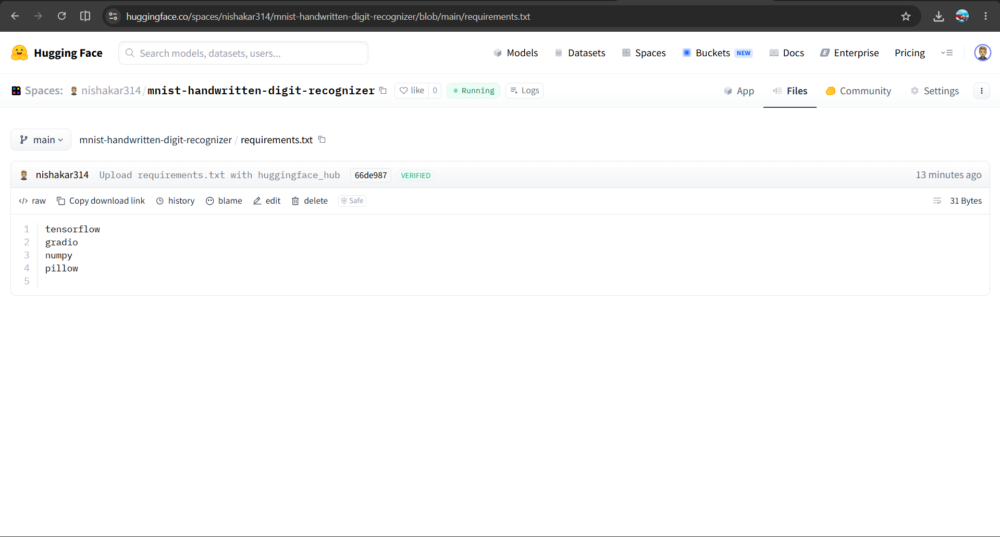 huggingface.co/spaces/nishakar314/mnist-handwritten-digit-recognizer/blob/main/requirements.txt
Hugging Face
Search models, datasets, users...
Models
Datasets
Spaces
Buckets NEW
Docs
Enterprise
Pricing
Spaces: nishakar314/mnist-handwritten-digit-recognizer
like 0
Running
Logs
App
Files
Community
Settings
main
mnist-handwritten-digit-recognizer / requirements.txt
nishakar314 Upload requirements.txt with huggingface_hub 66de987 VERIFIED 13 minutes ago
raw Copy download link history blame edit delete Safe 31 Bytes
1 tensorflow
2 gradio
3 numpy
4 pillow
5